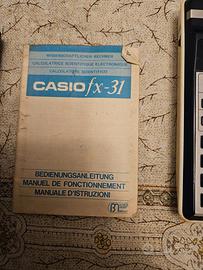 WISSENSCHAFTLICHER RECHNER
CALCULATRICE SCIENTIFIQUE ELECTRONIQUE
CALCOLATORE SCIENTIFICO
CASIO fx-31
BEDIENUNGSANLEITUNG
MANUEL DE FONCTIONNEMENT
MANUALE D'ISTRUZIONI